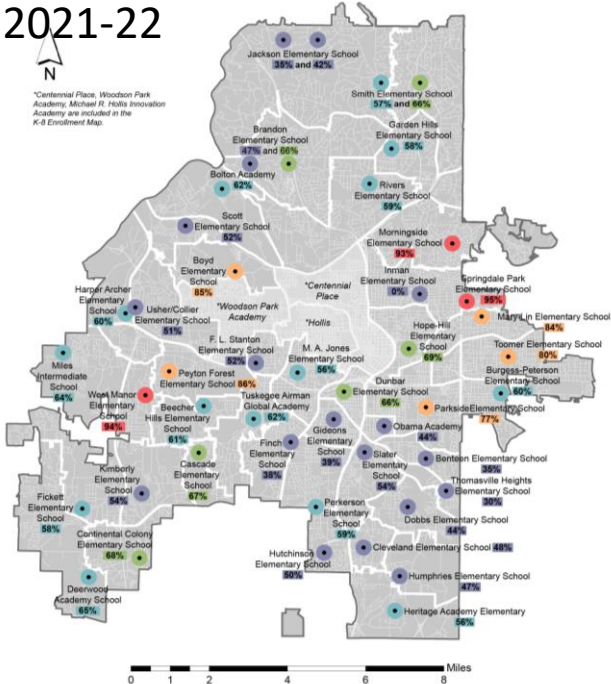 2021-22
N
*Centennial Place, Woodson Park
Academy, Michael R. Hollis Innovation
Academy are included in the
K-8 Enrollment Map.
Jackson Elementary School
35% and 42%
Smith Elementary School
57% and 66%
Brandon
Elementary School
47% and 66%
Garden Hills
Elementary School
58%
Bolton Academy
62%
Rivers
Elementary School
59%
Scott
Elementary School
52%
Morningside
Elementary School
93%
Boyd
Elementary
School
85%
*Centennial
Place
Inman
Elementary School
0%
Springdale Park
Elementary School
95%
Harper Archer
Elementary
School
60%
Usher/Collier
Elementary School
51%
*Woodson Park
Academy
*Hollis
Mary Lin Elementary School
84%
Hope-Hill
Elementary
School
69%
Toomer Elementary School
80%
F. L. Stanton
Elementary School
52%
M. A. Jones
Elementary School
56%
Miles
Intermediate
School
64%
Peyton Forest
Elementary School 86%
Burgess-Peterson
Elementary School
60%
West Manor
Elementary
School
94%
Beecher
Hills Elementary
School
61%
Tuskegee Airman
Global Academy
62%
Dunbar
Elementary School
66%
Parkside Elementary School
77%
Gideons
Elementary
School
39%
Obama Academy
44%
Finch
Elementary
School
38%
Slater
Elementary
School
54%
Benteen Elementary School
35%
Cascade
Elementary
School
67%
Kimberly
Elementary
School
54%
Thomasville Heights
Elementary School
30%
Fickett
Elementary
School
58%
Perkerson
Elementary
School
59%
Dobbs Elementary School
44%
Continental Colony
Elementary School
68%
Hutchinson
Elementary School
50%
Cleveland Elementary School 48%
Deerwood
Academy School
65%
Humphries Elementary School
47%
Heritage Academy Elementary
56%
Miles
0 1 2 4 6 8